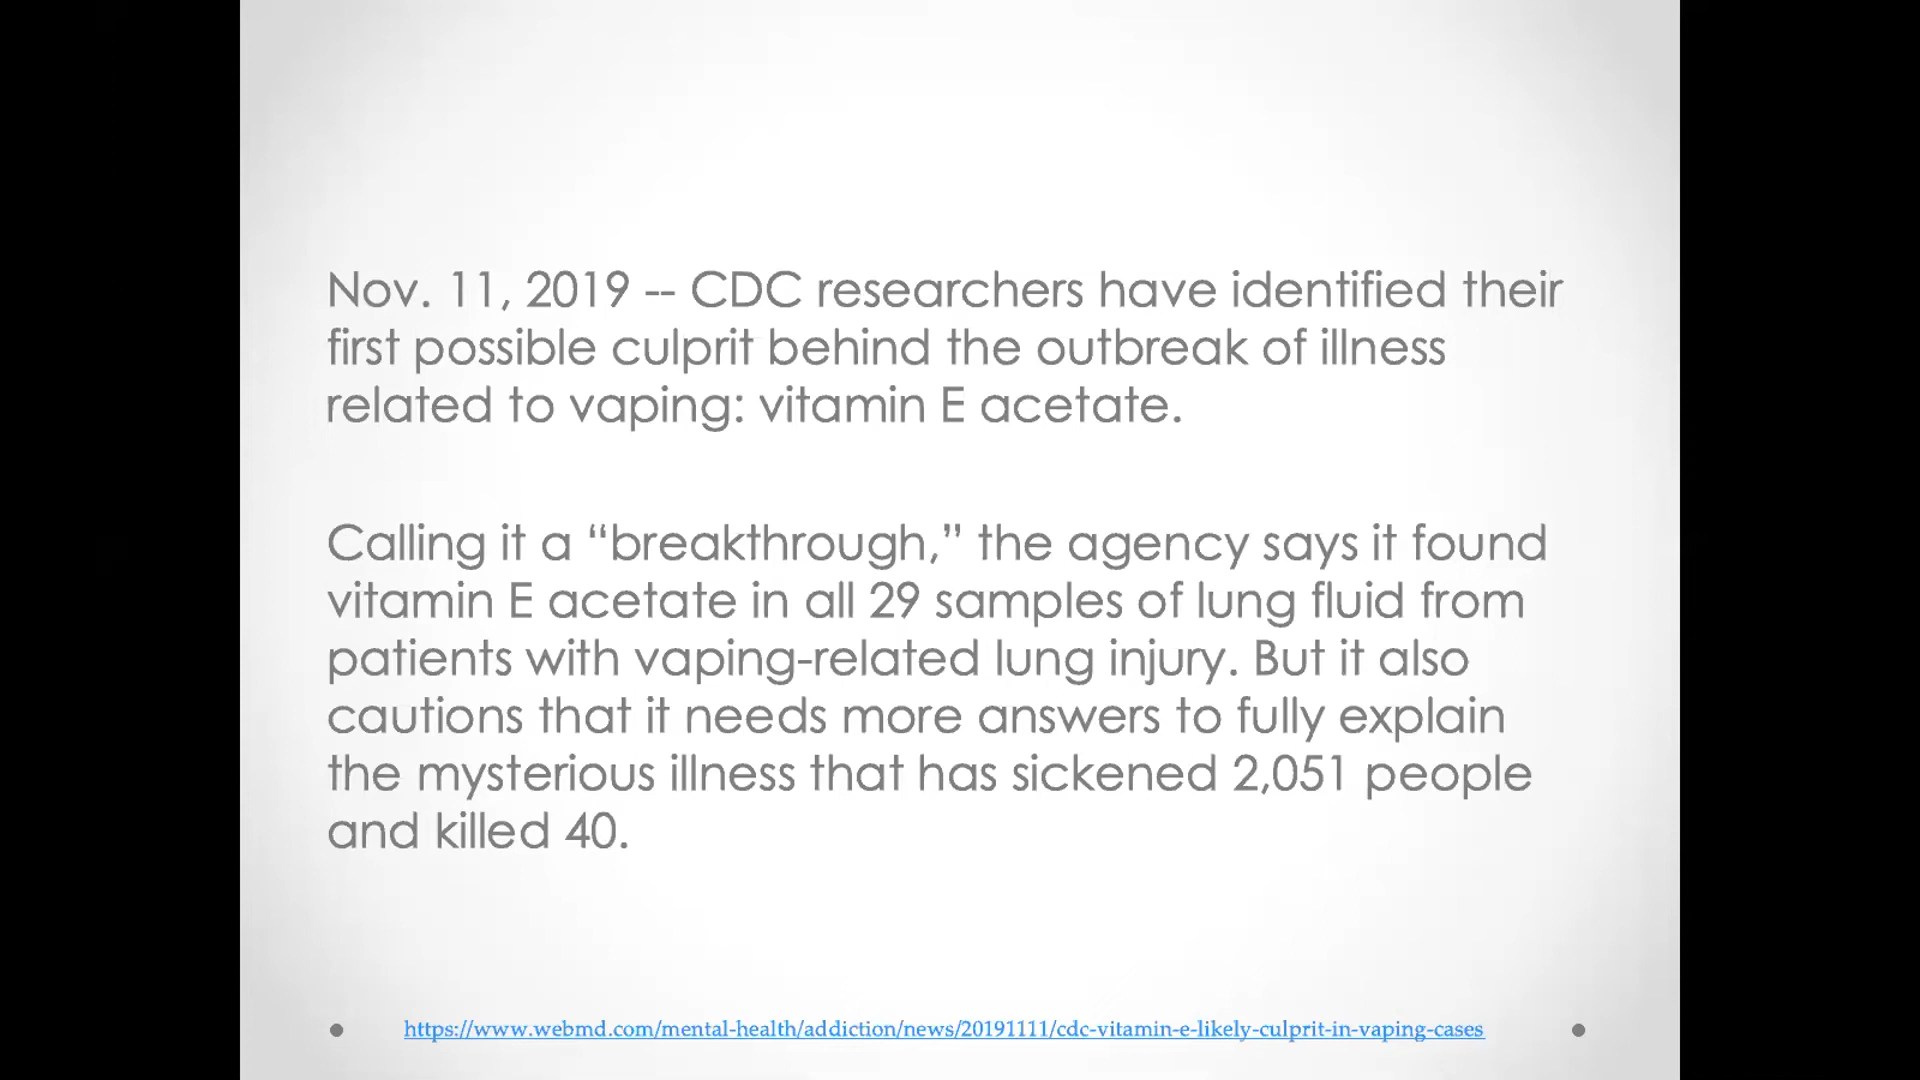 Nov. 11, 2019 -- CDC researchers have identified their
first possible culprit behind the outbreak of illness
related to vaping: vitamin E acetate.
Calling it a “breakthrough,” the agency says it found
vitamin E acetate in all 29 samples of lung fluid from
patients with vaping-related lung injury. But it also
cautions that it needs more answers to fully explain
the mysterious illness that has sickened 2,051 people
and killed 40.
https://www.webmd.com/mental-health/addiction/news/20191111/cdc-vitamin-e-likely-culprit-in-vaping-cases